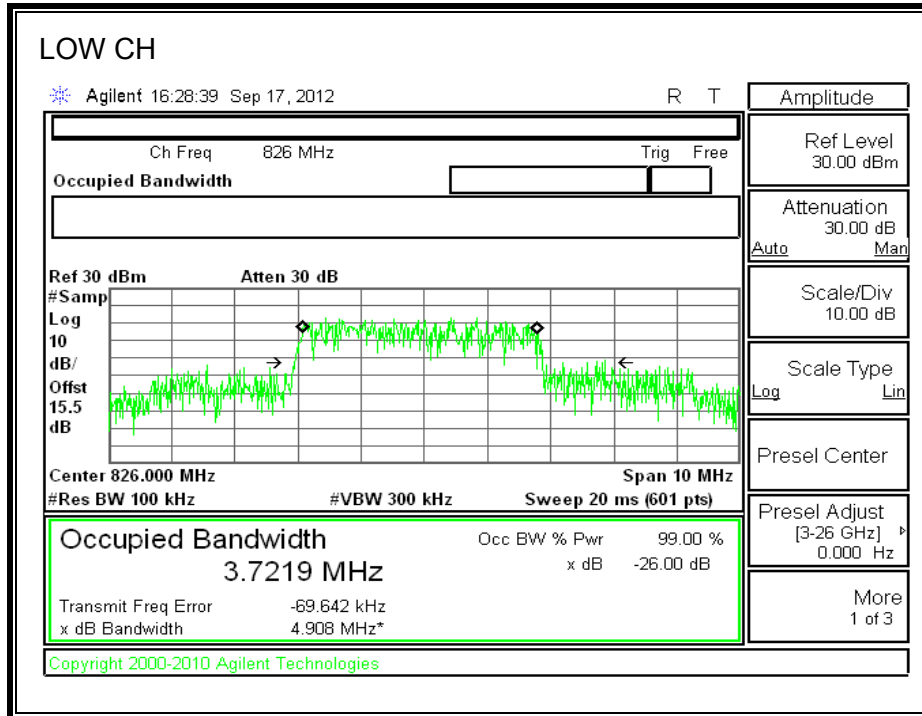 LOW CH
Agilent 16:28:39 Sep 17, 2012 R T
Ch Freq 826 MHz Trig Free
Occupied Bandwidth
Ref 30 dBm Atten 30 dB
#Samp
Log
10
dB/
Offst
15.5
dB
Center 826.000 MHz Span 10 MHz
#Res BW 100 kHz #VBW 300 kHz Sweep 20 ms (601 pts)
Occupied Bandwidth
3.7219 MHz
Occ BW % Pwr 99.00 %
x dB -26.00 dB
Transmit Freq Error -69.642 kHz
x dB Bandwidth 4.908 MHz*
Copyright 2000-2010 Agilent Technologies
Amplitude
Ref Level
30.00 dBm
Attenuation
30.00 dB
Auto Man
Scale/Div
10.00 dB
Scale Type
Log Lin
Presel Center
Presel Adjust
[3-26 GHz]
0.000 Hz
More
1 of 3